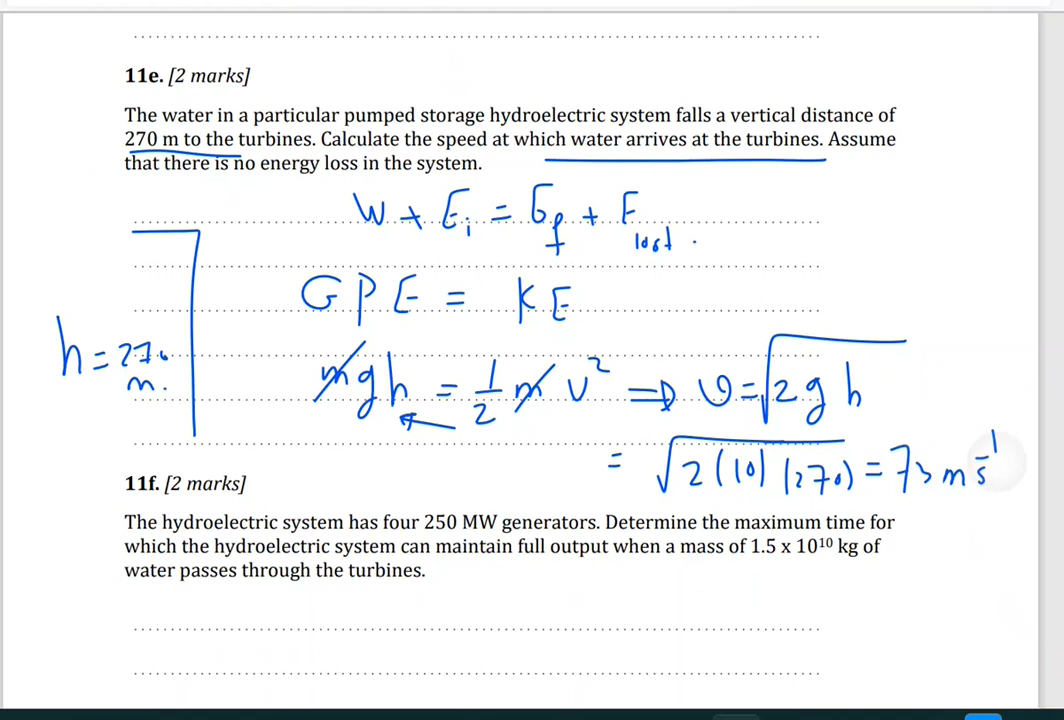 11e. [2 marks]
The water in a particular pumped storage hydroelectric system falls a vertical distance of
270 m to the turbines. Calculate the speed at which water arrives at the turbines. Assume
that there is no energy loss in the system.
W + Ei = Ef + E lost.
GPE = KE
h = 270 m.
mgh = 1/2 m v² ⇒ v = √2gh
= √2(10)(270) = 73 m s⁻¹
11f. [2 marks]
The hydroelectric system has four 250 MW generators. Determine the maximum time for
which the hydroelectric system can maintain full output when a mass of 1.5 x 10¹⁰ kg of
water passes through the turbines.